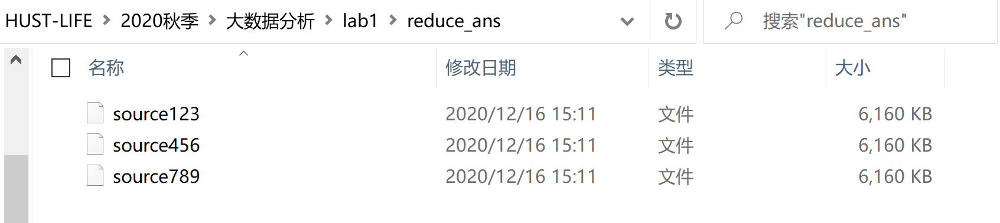 HUST-LIFE > 2020秋季 > 大数据分析 > lab1 > reduce_ans 搜索"reduce_ans"
名称 修改日期 类型 大小
source123 2020/12/16 15:11 文件 6,160 KB
source456 2020/12/16 15:11 文件 6,160 KB
source789 2020/12/16 15:11 文件 6,160 KB